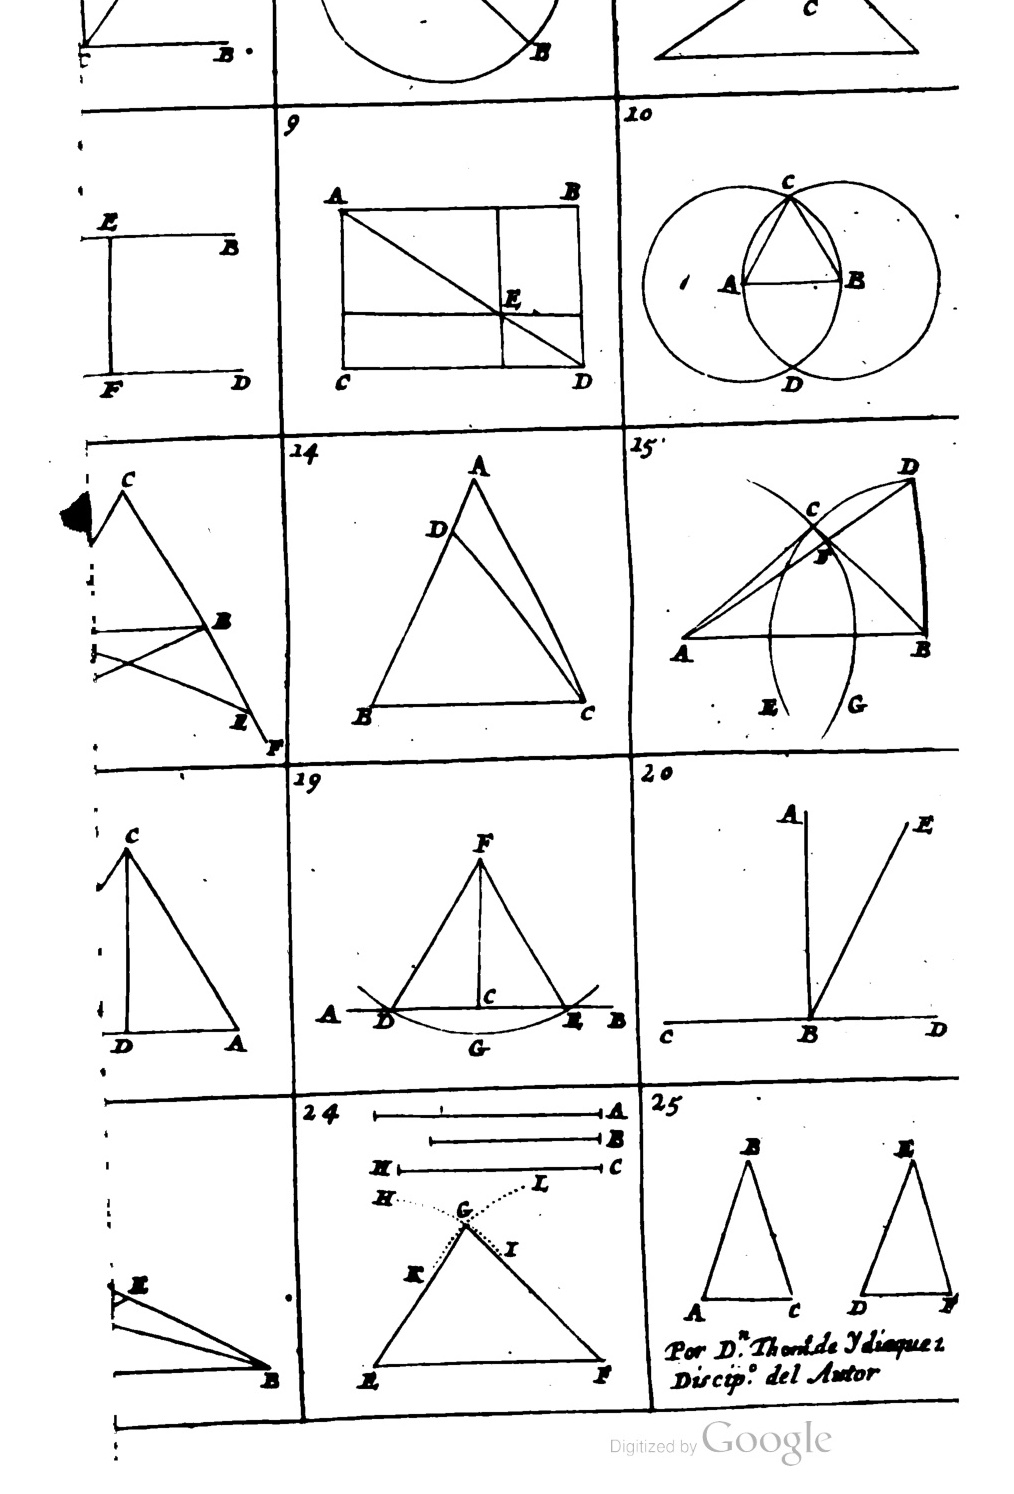 C B E C
9
10
E B F D
A B E C D
C A B D
14
15
C B E F
A D B C
D C F A B E G
19
20
C D A
F A D C E B G
A E C B D
24
25
A
B
H C
H G L
K I
E F
E B
B E
A C D F
Por D.n Thom.de Ydiaquez
Discip.o del Autor
Digitized by Google